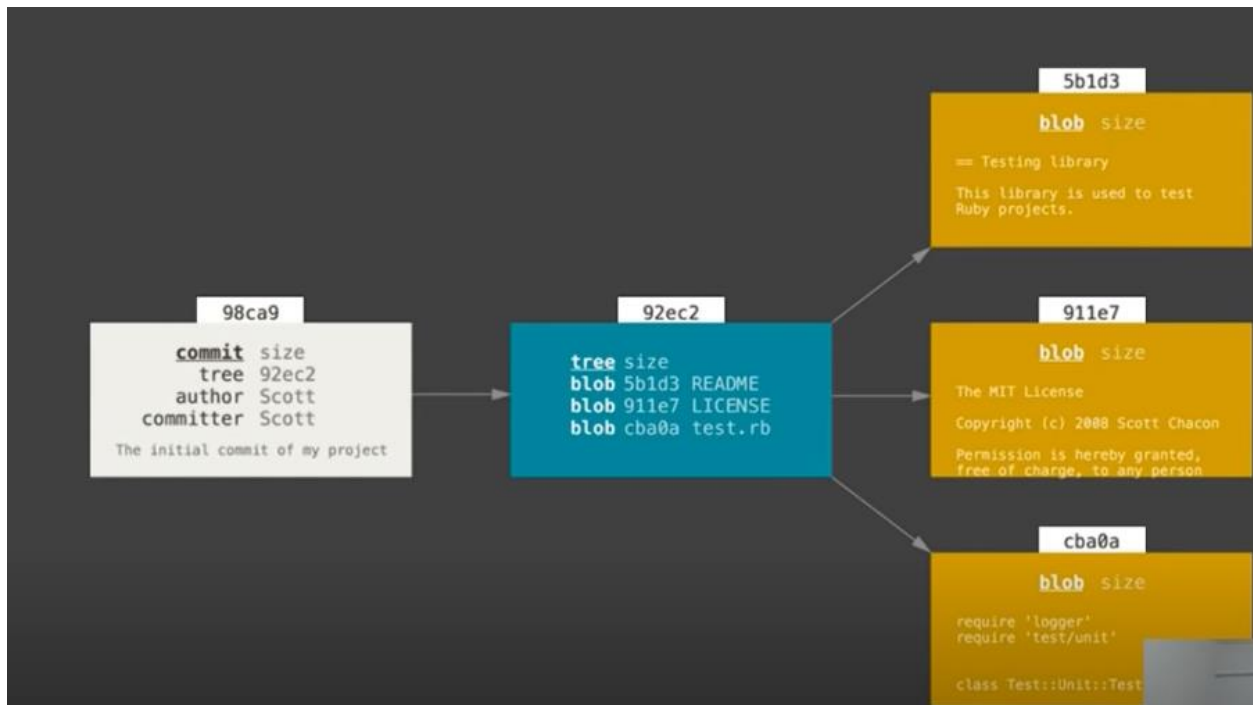 98ca9
commit size
tree 92ec2
author Scott
committer Scott
The initial commit of my project
92ec2
tree size
blob 5b1d3 README
blob 911e7 LICENSE
blob cba0a test.rb
5b1d3
blob size
== Testing library
This library is used to test
Ruby projects.
911e7
blob size
The MIT License
Copyright (c) 2008 Scott Chacon
Permission is hereby granted,
free of charge, to any person
cba0a
blob size
require 'logger'
require 'test/unit'
class Test::Unit::Test